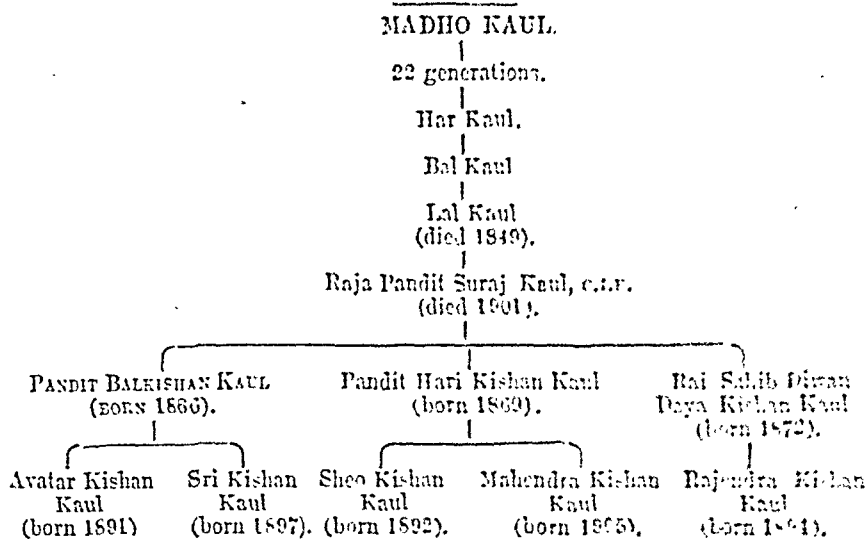 MADHO KAUL.
22 generations.
Har Kaul.
Bal Kaul
Lal Kaul
(died 1849).
Raja Pandit Suraj Kaul, C.I.E.
(died 1901).
PANDIT BALKISHAN KAUL Pandit Hari Kishan Kaul Rai Sahib Diwan
(BORN 1866). (born 1869). Daya Kishan Kaul
(born 1872).
Avatar Kishan Sri Kishan Sheo Kishan Mahendra Kishan Rajendra Kishan
Kaul Kaul Kaul Kaul Kaul
(born 1891) (born 1897). (born 1892). (born). (born).